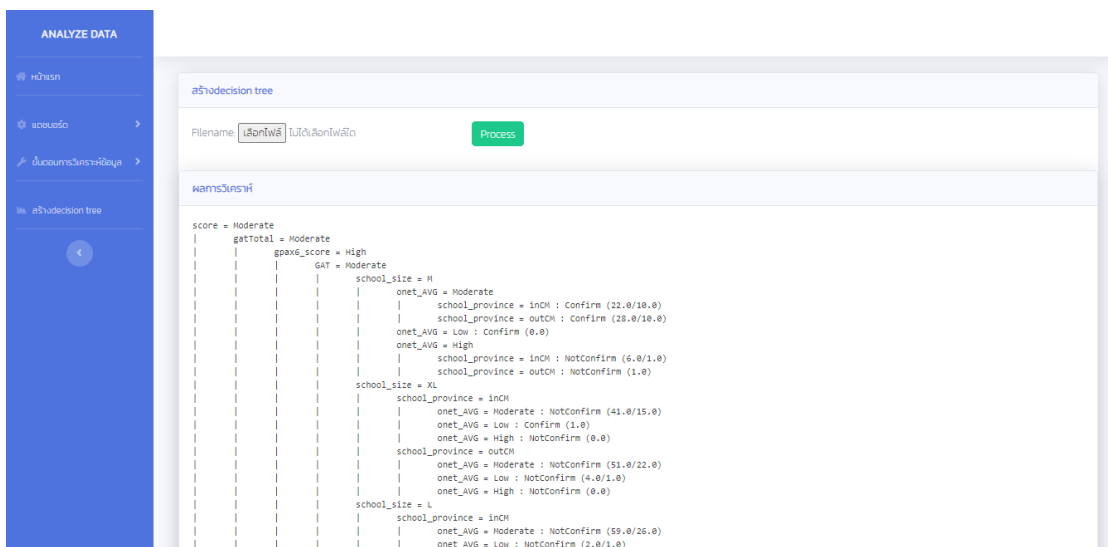 ANALYZE DATA
หน้าแรก
แดชบอร์ด
ขั้นตอนการวิเคราะห์ข้อมูล
สร้างdecision tree
สร้างdecision tree
Filename: เลือกไฟล์ ไม่ได้เลือกไฟล์ใด Process
ผลการวิเคราะห์
score = Moderate
| gatTotal = Moderate
| | gpax6_score = High
| | | GAT = Moderate
| | | | school_size = M
| | | | | onet_AVG = Moderate
| | | | | | school_province = inCM : Confirm (22.0/10.0)
| | | | | | school_province = outCM : Confirm (28.0/10.0)
| | | | | onet_AVG = Low : Confirm (0.0)
| | | | | onet_AVG = High
| | | | | | school_province = inCM : NotConfirm (6.0/1.0)
| | | | | | school_province = outCM : NotConfirm (1.0)
| | | | school_size = XL
| | | | | school_province = inCM
| | | | | | onet_AVG = Moderate : NotConfirm (41.0/15.0)
| | | | | | onet_AVG = Low : Confirm (1.0)
| | | | | | onet_AVG = High : NotConfirm (0.0)
| | | | | school_province = outCM
| | | | | | onet_AVG = Moderate : NotConfirm (51.0/22.0)
| | | | | | onet_AVG = Low : NotConfirm (4.0/1.0)
| | | | | | onet_AVG = High : NotConfirm (0.0)
| | | | school_size = L
| | | | | school_province = inCM
| | | | | | onet_AVG = Moderate : NotConfirm (59.0/26.0)
| | | | | | onet_AVG = Low : NotConfirm (2.0/1.0)